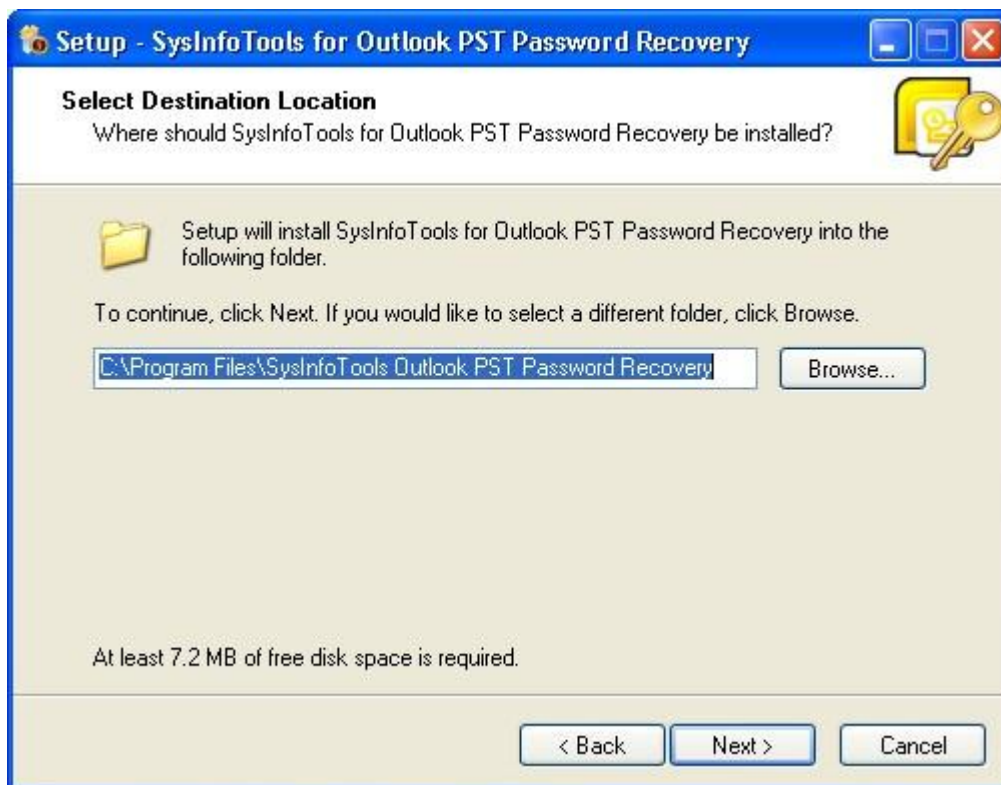 Setup - SysInfoTools for Outlook PST Password Recovery
Select Destination Location
Where should SysInfoTools for Outlook PST Password Recovery be installed?
Setup will install SysInfoTools for Outlook PST Password Recovery into the
following folder.
To continue, click Next. If you would like to select a different folder, click Browse.
C:\Program Files\SysInfoTools Outlook PST Password Recovery
Browse...
At least 7.2 MB of free disk space is required.
< Back
Next >
Cancel